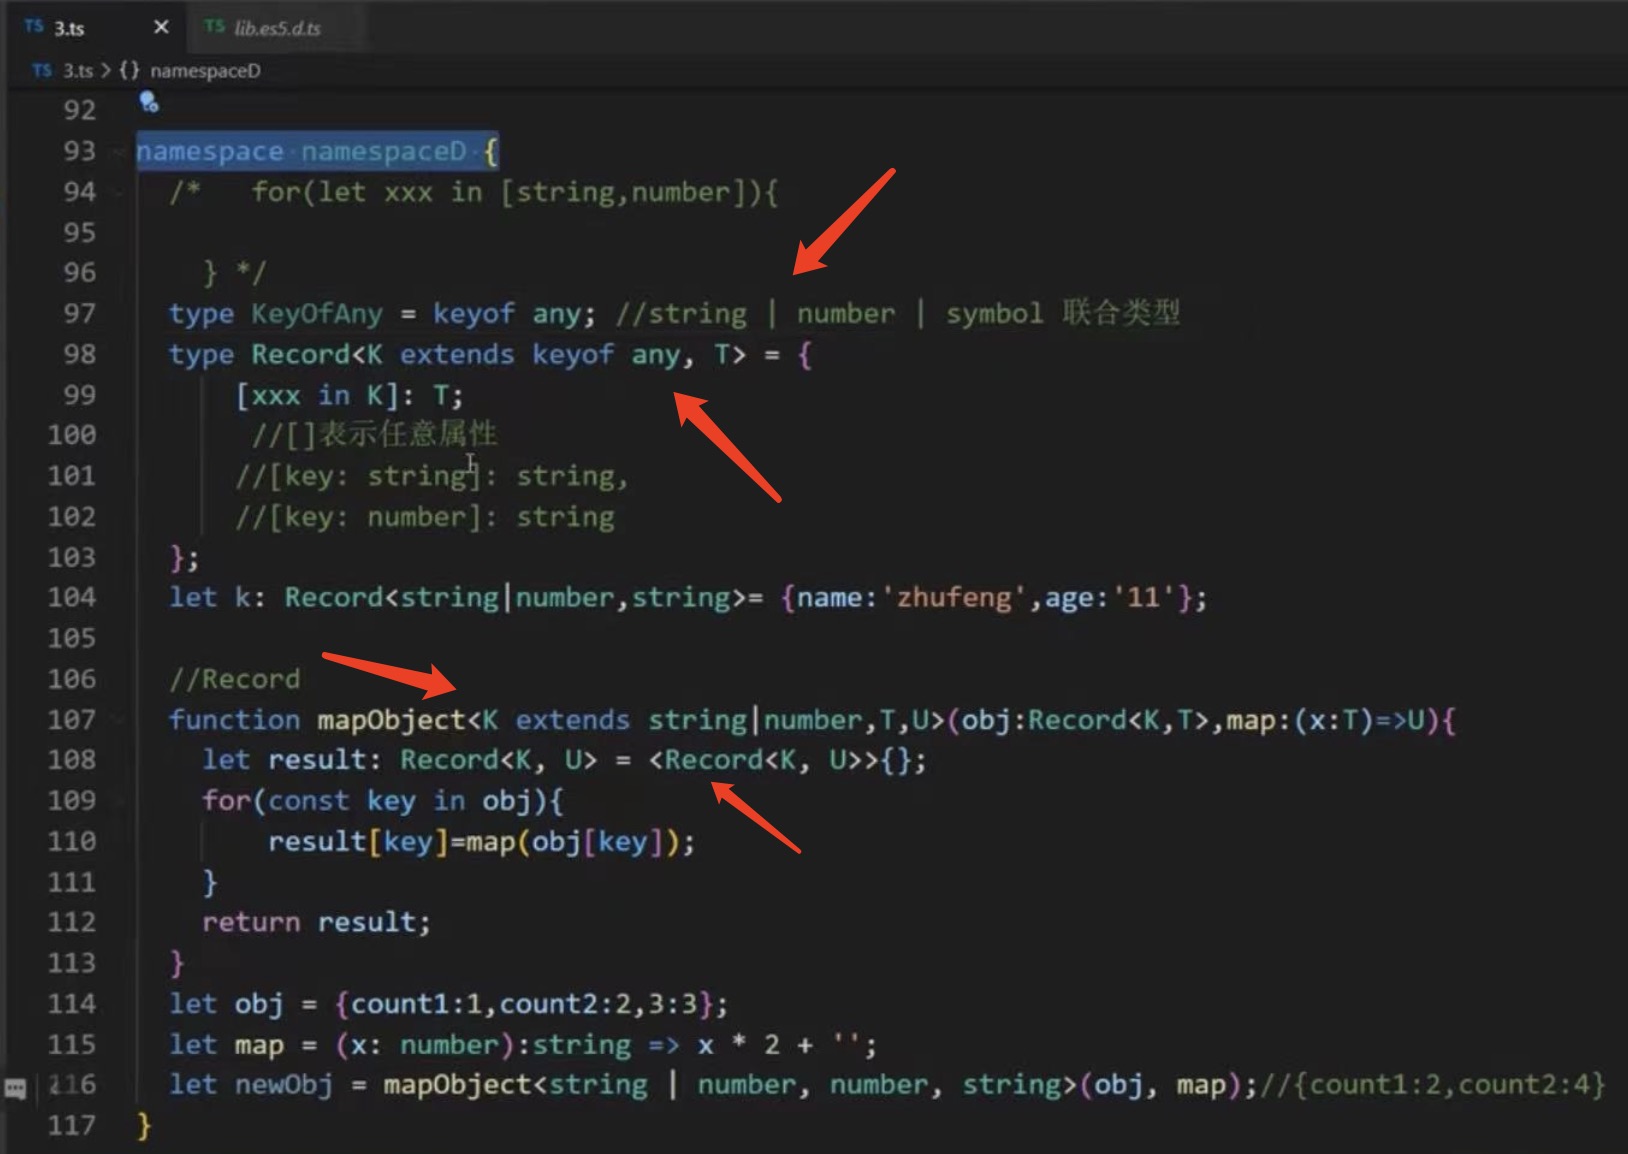 TS 3.ts × TS lib.es5.d.ts
TS 3.ts > {} namespaceD
92
93 namespace namespaceD {
94 /* for(let xxx in [string,number]){
95
96 } */
97 type KeyOfAny = keyof any; //string | number | symbol 联合类型
98 type Record<K extends keyof any, T> = {
99 [xxx in K]: T;
100 //[]表示任意属性
101 //[key: string]: string,
102 //[key: number]: string
103 };
104 let k: Record<string|number,string>= {name:'zhufeng',age:'11'};
105
106 //Record
107 function mapObject<K extends string|number,T,U>(obj:Record<K,T>,map:(x:T)=>U){
108 let result: Record<K, U> = <Record<K, U>>{};
109 for(const key in obj){
110 result[key]=map(obj[key]);
111 }
112 return result;
113 }
114 let obj = {count1:1,count2:2,3:3};
115 let map = (x: number):string => x * 2 + '';
116 let newObj = mapObject<string | number, number, string>(obj, map);//{count1:2,count2:4}
117 }